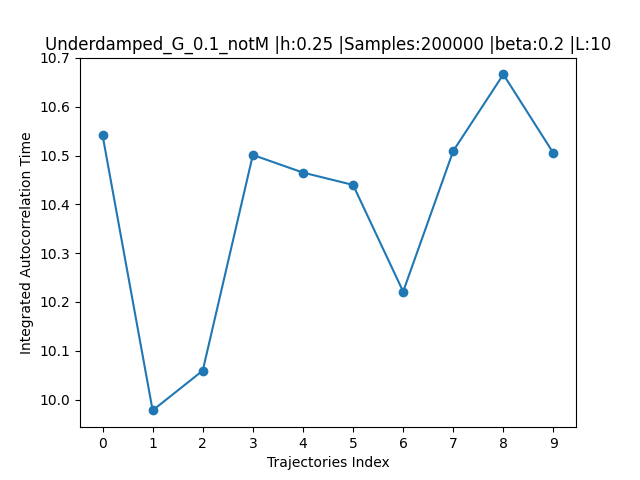 Underdamped_G_0.1_notM |h:0.25 |Samples:200000 |beta:0.2 |L:10
Integrated Autocorrelation Time
10.7
10.6
10.5
10.4
10.3
10.2
10.1
10.0
0 1 2 3 4 5 6 7 8 9
Trajectories Index